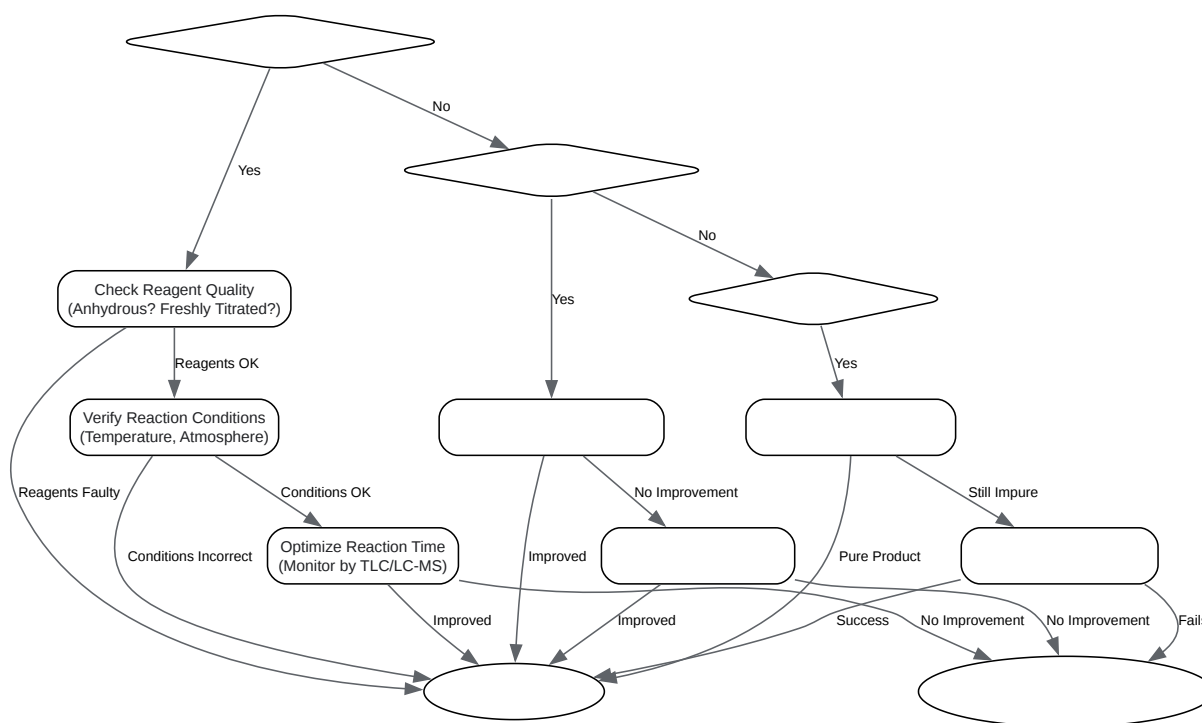 No
Yes
No
Check Reagent Quality
(Anhydrous? Freshly Titrated?)
Yes
Reagents OK
Yes
Verify Reaction Conditions
(Temperature, Atmosphere)
Reagents Faulty
Conditions OK
No Improvement
Still Impure
Conditions Incorrect
Optimize Reaction Time
(Monitor by TLC/LC-MS)
Improved
Pure Product
Improved
Improved
Success
No Improvement
No Improvement
Fails